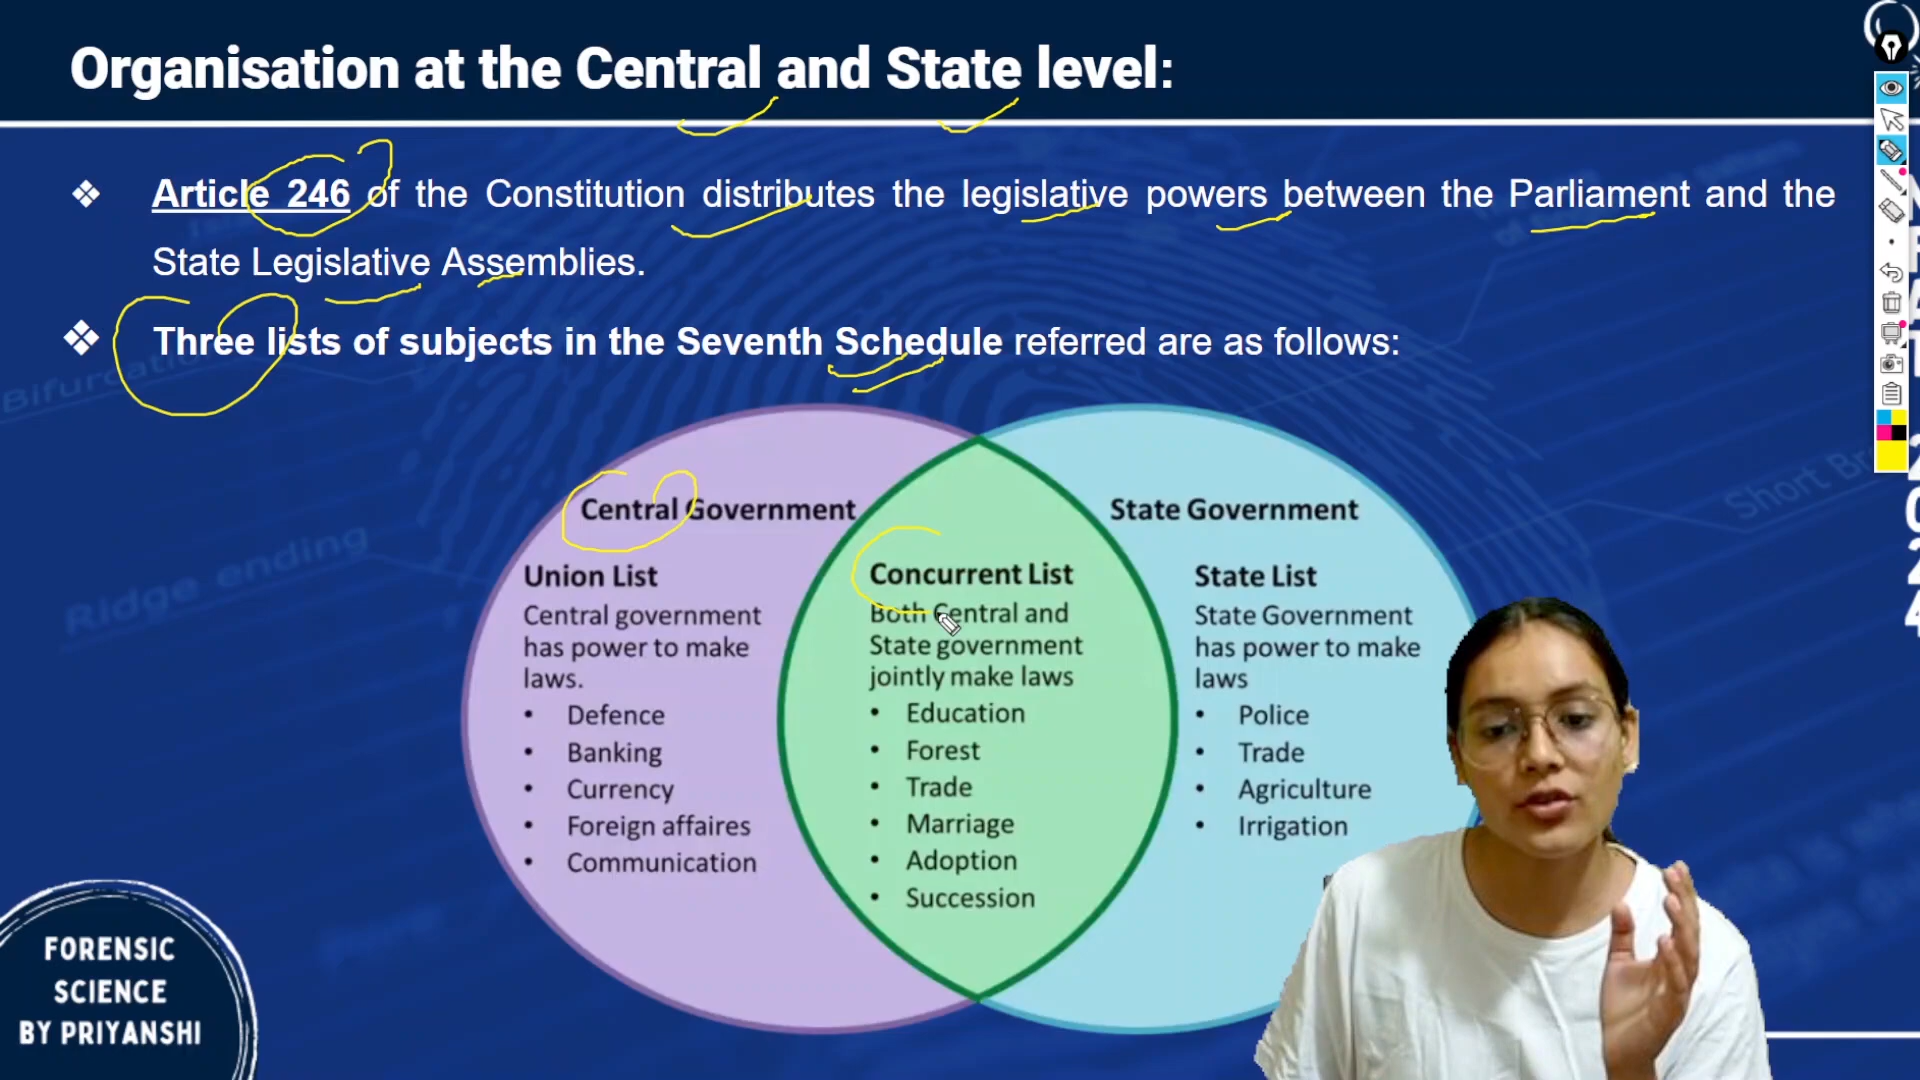 Organisation at the Central and State level:
❖ Article 246 of the Constitution distributes the legislative powers between the Parliament and the
State Legislative Assemblies.
❖ Three lists of subjects in the Seventh Schedule referred are as follows:
Central Government
State Government
Union List
Central government
has power to make
laws.
• Defence
• Banking
• Currency
• Foreign affaires
• Communication
Concurrent List
Both Central and
State government
jointly make laws
• Education
• Forest
• Trade
• Marriage
• Adoption
• Succession
State List
State Government
has power to make
laws
• Police
• Trade
• Agriculture
• Irrigation
Ridge ending
FORENSIC
SCIENCE
BY PRIYANSHI